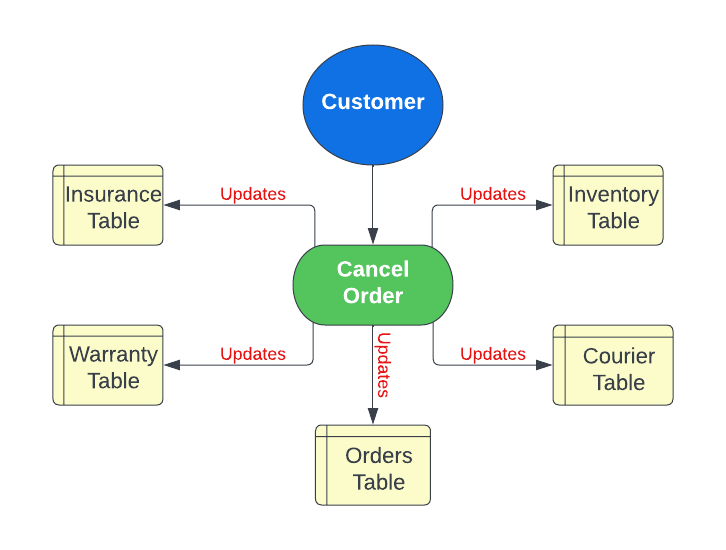 Customer
Updates
Updates
Insurance
Table
Inventory
Table
Cancel
Order
Updates
Updates
Updates
Warranty
Table
Courier
Table
Orders
Table